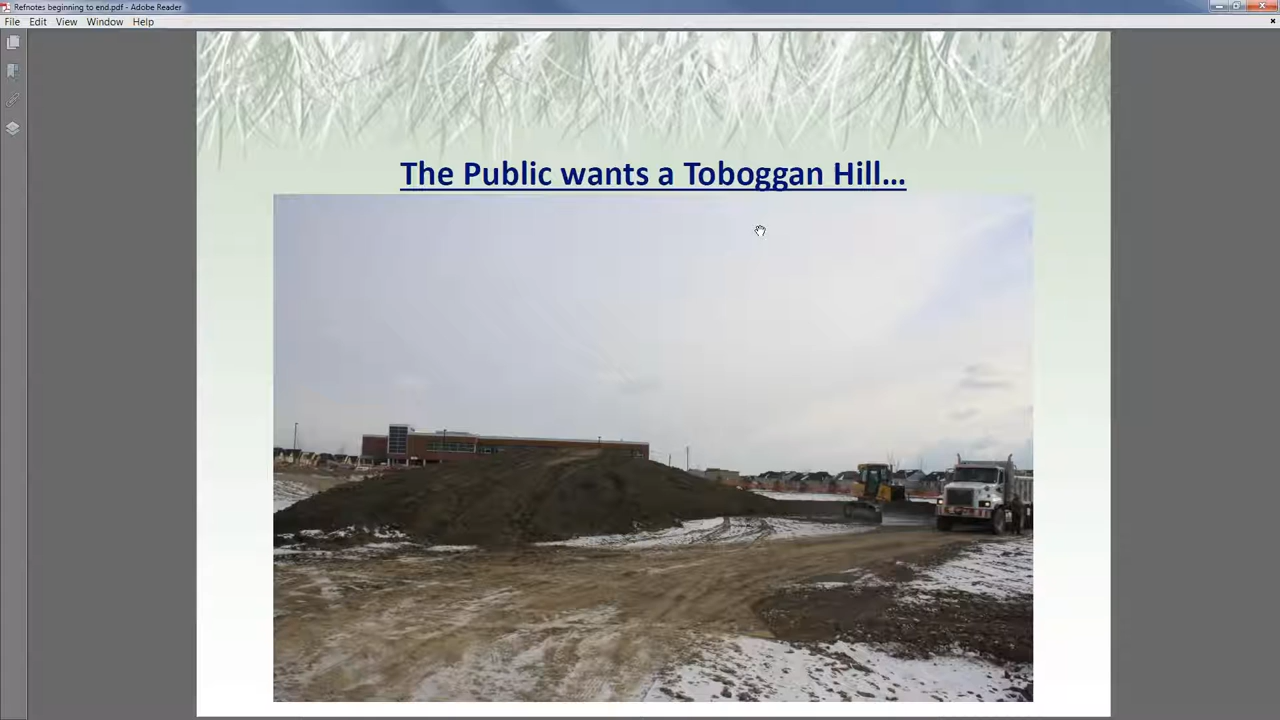 Refnotes beginning to end.pdf - Adobe Reader
File Edit View Window Help
The Public wants a Toboggan Hill...